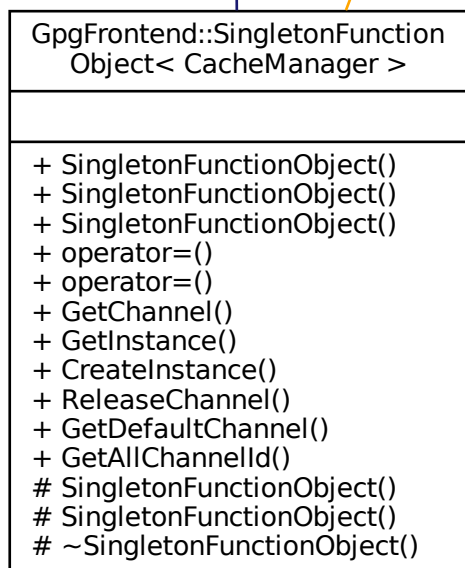 GpgFrontend::SingletonFunction
Object< CacheManager >
+ SingletonFunctionObject()
+ SingletonFunctionObject()
+ SingletonFunctionObject()
+ operator=()
+ operator=()
+ GetChannel()
+ GetInstance()
+ CreateInstance()
+ ReleaseChannel()
+ GetDefaultChannel()
+ GetAllChannelId()
# SingletonFunctionObject()
# SingletonFunctionObject()
# ~SingletonFunctionObject()